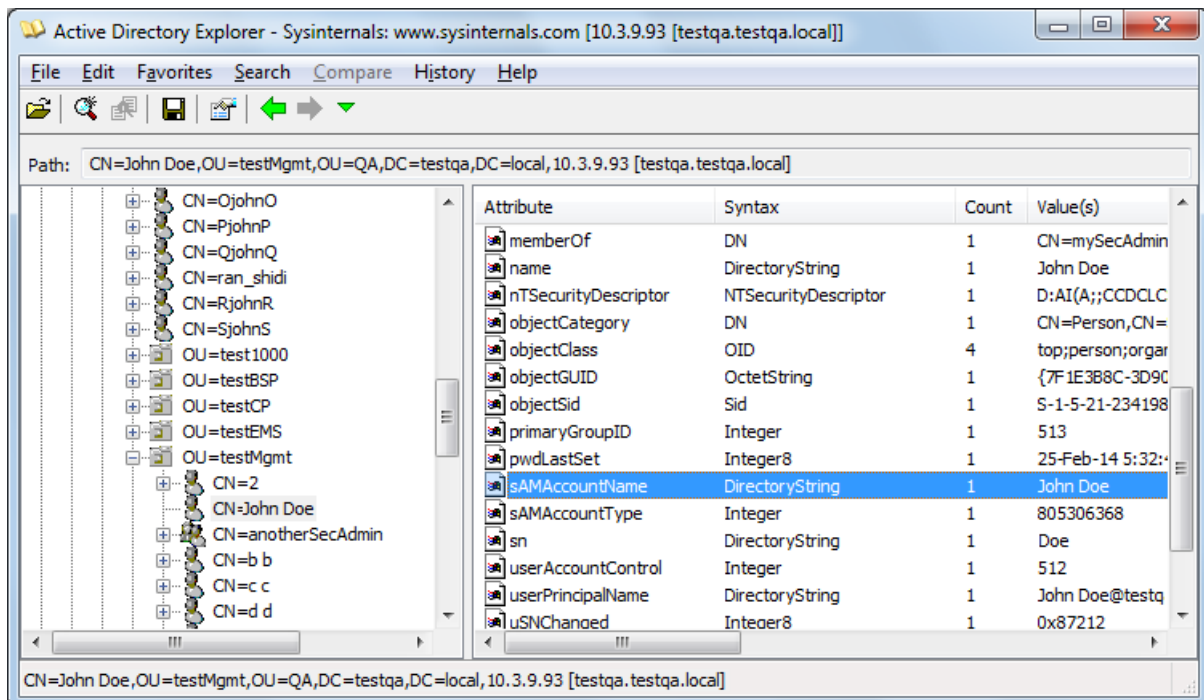 Active Directory Explorer - Sysinternals: www.sysinternals.com [10.3.9.93 [testqa.testqa.local]]
File Edit Favorites Search Compare History Help
Path: CN=John Doe,OU=testMgmt,OU=QA,DC=testqa,DC=local,10.3.9.93 [testqa.testqa.local]
CN=OjohnO
CN=PjohnP
CN=QjohnQ
CN=ran_shidi
CN=RjohnR
CN=SjohnS
OU=test1000
OU=testBSP
OU=testCP
OU=testEMS
OU=testMgmt
CN=2
CN=John Doe
CN=anotherSecAdmin
CN=b b
CN=c c
CN=d d
Attribute Syntax Count Value(s)
memberOf DN 1 CN=mySecAdmin
name DirectoryString 1 John Doe
nTSecurityDescriptor NTSecurityDescriptor 1 D:AI(A;;CCDCLC
objectCategory DN 1 CN=Person,CN=
objectClass OID 4 top;person;organ
objectGUID OctetString 1 {7F1E3B8C-3D90
objectSid Sid 1 S-1-5-21-234198
primaryGroupID Integer 1 513
pwdLastSet Integer8 1 25-Feb-14 5:32:4
sAMAccountName DirectoryString 1 John Doe
sAMAccountType Integer 1 805306368
sn DirectoryString 1 Doe
userAccountControl Integer 1 512
userPrincipalName DirectoryString 1 John Doe@testq
uSNChanged Integer8 1 0x87212
CN=John Doe,OU=testMgmt,OU=QA,DC=testqa,DC=local,10.3.9.93 [testqa.testqa.local]